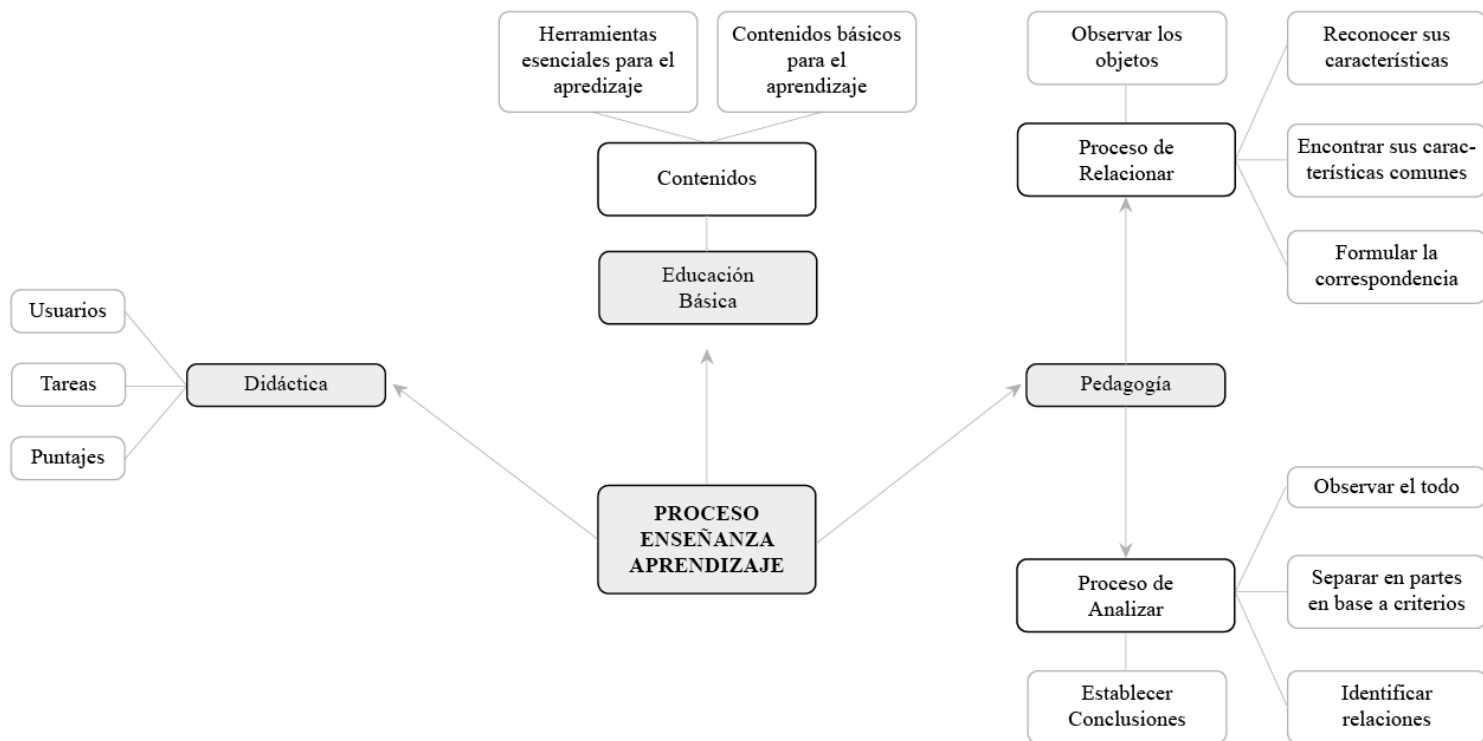 Herramientas
esenciales para el
apredizaje
Contenidos básicos
para el
aprendizaje
Contenidos
Educación
Básica
Usuarios
Tareas
Puntajes
Didáctica
PROCESO
ENSEÑANZA
APRENDIZAJE
Observar los
objetos
Proceso de
Relacionar
Reconocer sus
características
Encontrar sus carac-
terísticas comunes
Formular la
correspondencia
Pedagogía
Proceso de
Analizar
Observar el todo
Separar en partes
en base a criterios
Identificar
relaciones
Establecer
Conclusiones